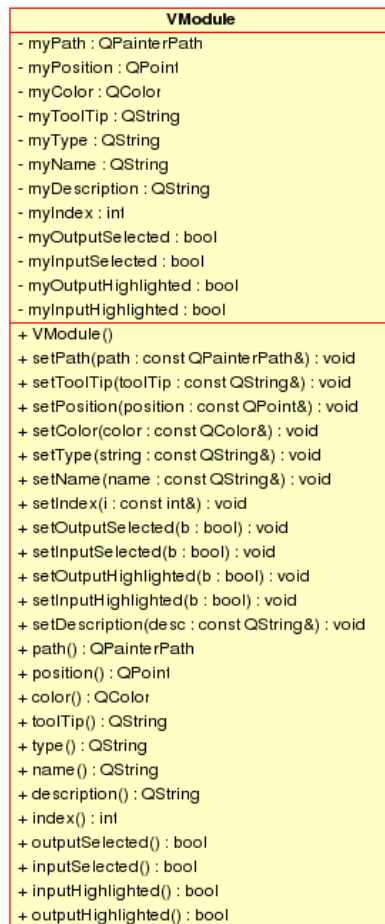 VModule
- myPath : QPainterPath
- myPosition : QPoint
- myColor : QColor
- myToolTip : QString
- myType : QString
- myName : QString
- myDescription : QString
- myIndex : int
- myOutputSelected : bool
- myInputSelected : bool
- myOutputHighlighted : bool
- myInputHighlighted : bool
+ VModule()
+ setPath(path : const QPainterPath&) : void
+ setToolTip(toolTip : const QString&) : void
+ setPosition(position : const QPoint&) : void
+ setColor(color : const QColor&) : void
+ setType(string : const QString&) : void
+ setName(name : const QString&) : void
+ setIndex(i : const int&) : void
+ setOutputSelected(b : bool) : void
+ setInputSelected(b : bool) : void
+ setOutputHighlighted(b : bool) : void
+ setInputHighlighted(b : bool) : void
+ setDescription(desc : const QString&) : void
+ path() : QPainterPath
+ position() : QPoint
+ color() : QColor
+ toolTip() : QString
+ type() : QString
+ name() : QString
+ description() : QString
+ index() : int
+ outputSelected() : bool
+ inputSelected() : bool
+ inputHighlighted() : bool
+ outputHighlighted() : bool